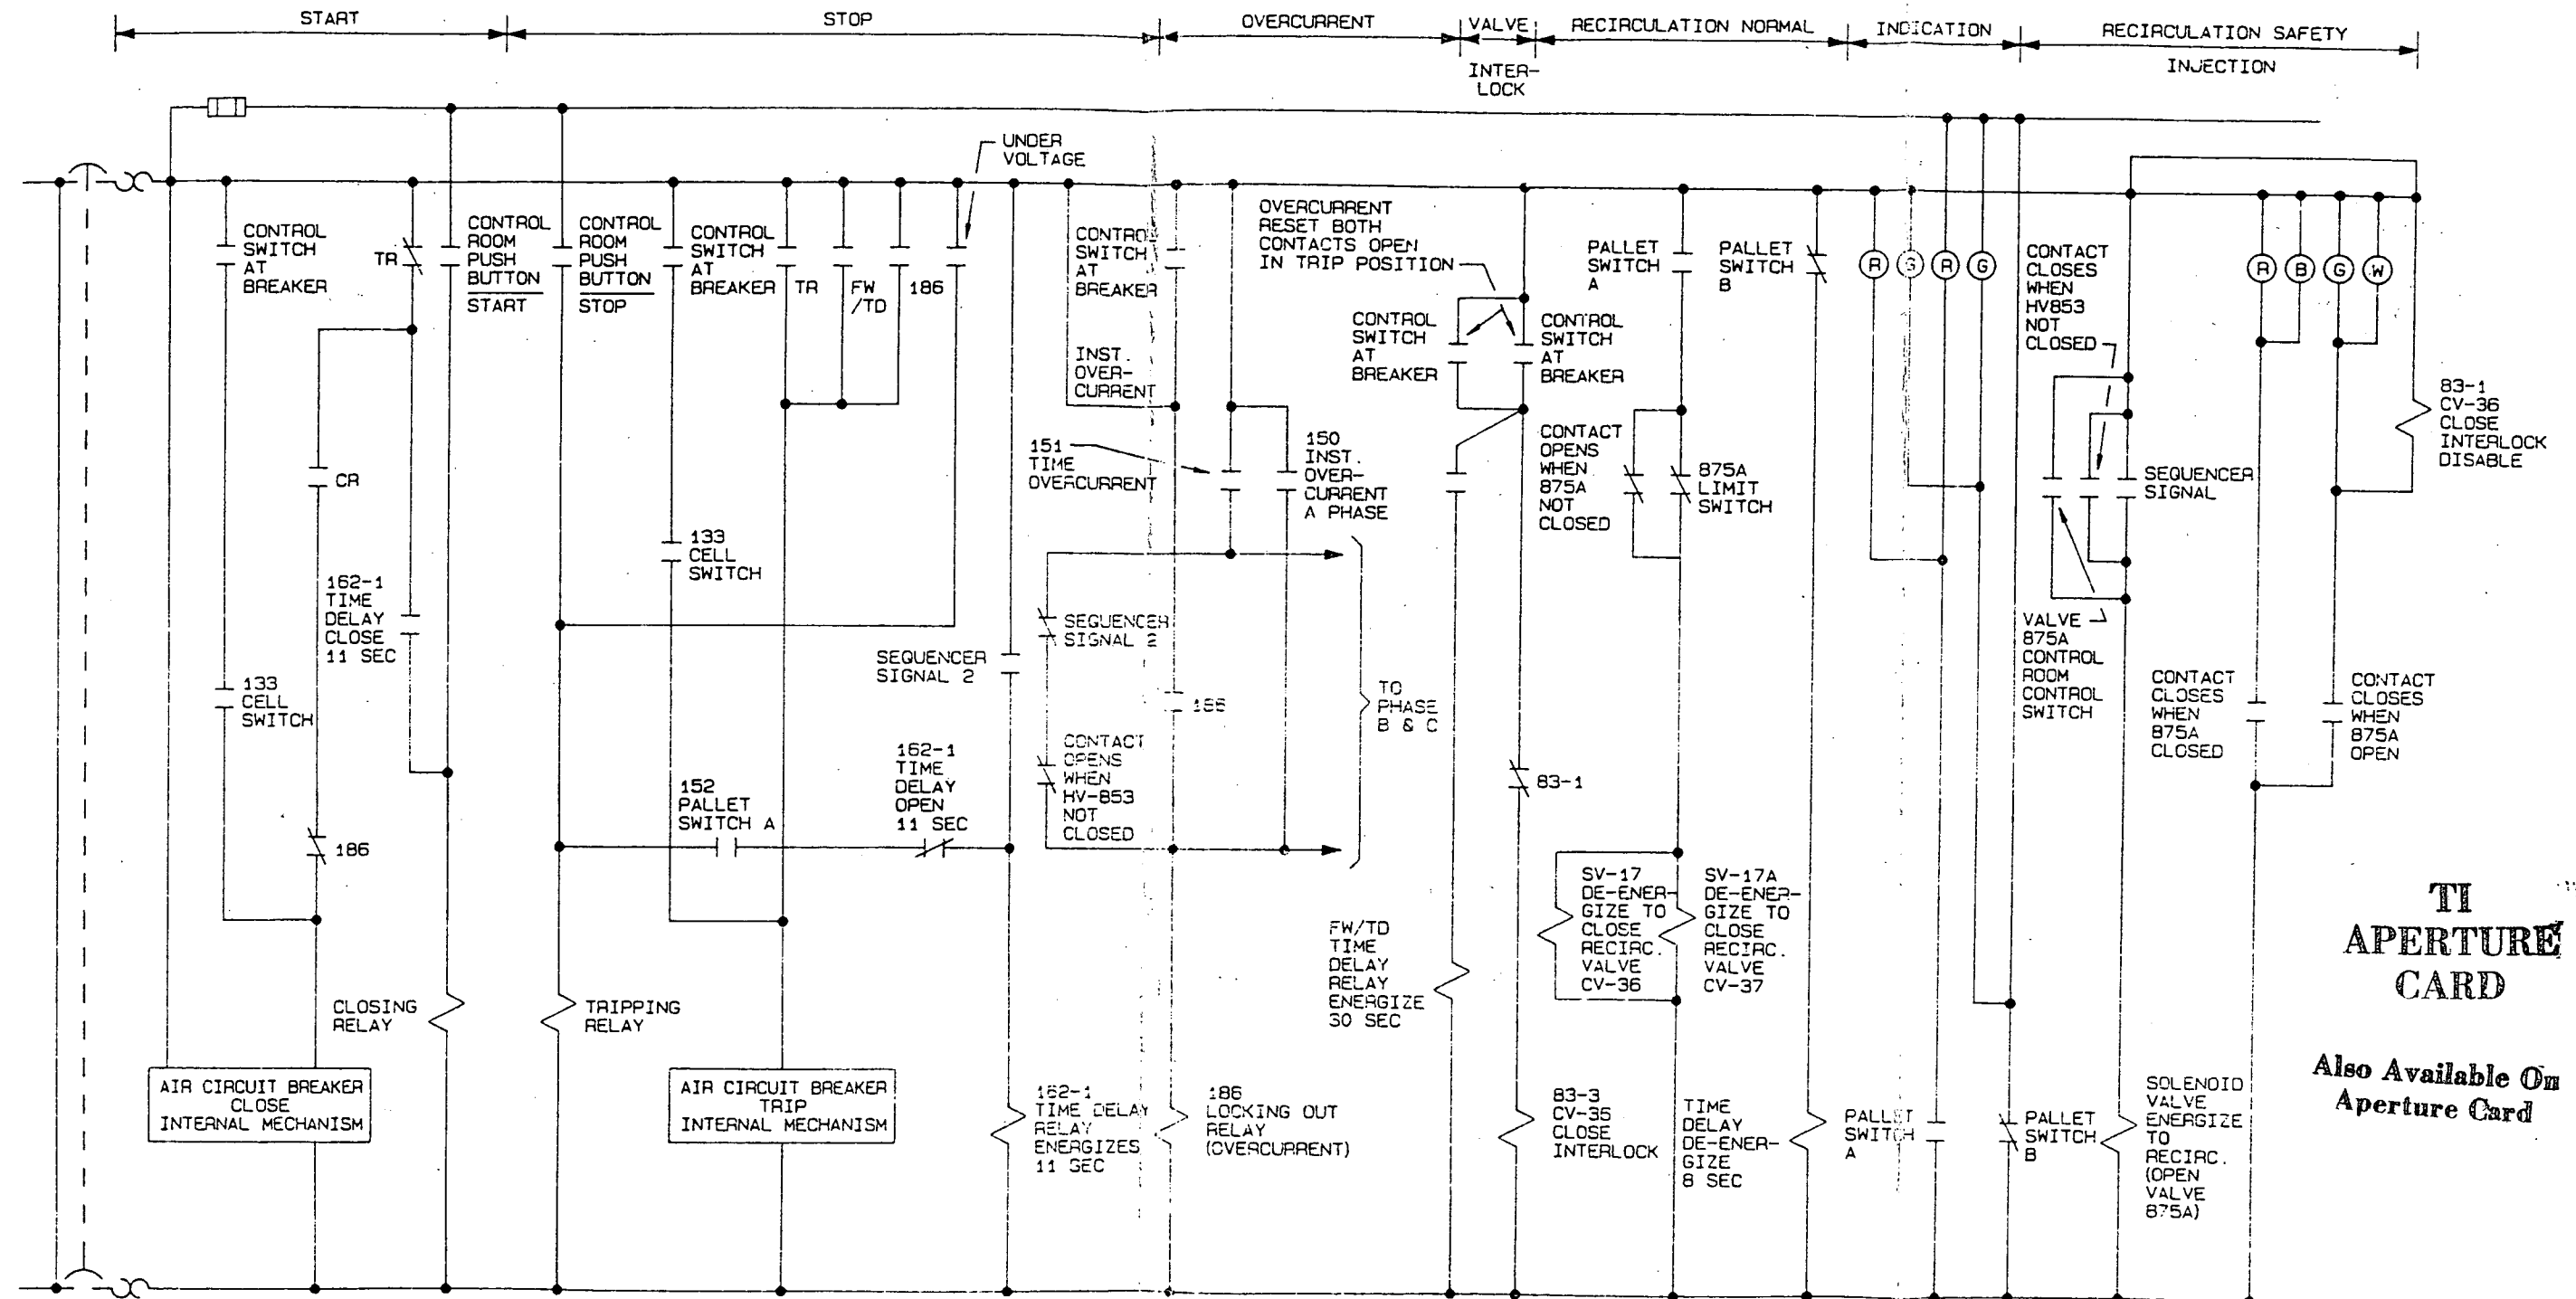 START
STOP
OVERCURRENT
VALVE
RECIRCULATION NORMAL
INDICATION
RECIRCULATION SAFETY
INTER-
LOCK
INJECTION
UNDER
VOLTAGE
CONTROL
SWITCH
AT
BREAKER
TR
CONTROL
ROOM
PUSH
BUTTON
START
CONTROL
ROOM
PUSH
BUTTON
STOP
CONTROL
SWITCH
AT
BREAKER
TR
FW
/TD
186
CONTRO
SWITCH
AT
BREAKER
OVERCURRENT
RESET BOTH
CONTACTS OPEN
IN TRIP POSITION
PALLET
SWITCH
A
PALLET
SWITCH
B
R
G
R
G
CONTACT
CLOSES
WHEN
HV853
NOT
CLOSED
R
B
G
W
INST.
OVER-
CURRENT
CONTROL
SWITCH
AT
BREAKER
CONTROL
SWITCH
AT
BREAKER
83-1
CV-36
CLOSE
INTERLOCK
DISABLE
CR
151
TIME
OVERCURRENT
150
INST.
OVER-
CURRENT
A PHASE
CONTACT
OPENS
WHEN
875A
NOT
CLOSED
875A
LIMIT
SWITCH
SEQUENCER
SIGNAL
133
CELL
SWITCH
162-1
TIME
DELAY
CLOSE
11 SEC
SEQUENCER
SIGNAL 2
SEQUENCER
SIGNAL 2
VALVE
875A
CONTROL
ROOM
CONTROL
SWITCH
133
CELL
SWITCH
186
TO
PHASE
B & C
CONTACT
CLOSES
WHEN
875A
CLOSED
CONTACT
CLOSES
WHEN
875A
OPEN
152
PALLET
SWITCH A
162-1
TIME
DELAY
OPEN
11 SEC
CONTACT
OPENS
WHEN
HV-853
NOT
CLOSED
83-1
186
SV-17
DE-ENER-
GIZE TO
CLOSE
RECIRC.
VALVE
CV-36
SV-17A
DE-ENER-
GIZE TO
CLOSE
RECIRC.
VALVE
CV-37
FW/TD
TIME
DELAY
RELAY
ENERGIZE
30 SEC
TI
APERTURE
CARD
CLOSING
RELAY
TRIPPING
RELAY
Also Available On
Aperture Card
AIR CIRCUIT BREAKER
CLOSE
INTERNAL MECHANISM
AIR CIRCUIT BREAKER
TRIP
INTERNAL MECHANISM
162-1
TIME DELAY
RELAY
ENERGIZES
11 SEC
186
LOCKING OUT
RELAY
(OVERCURRENT)
83-3
CV-36
CLOSE
INTERLOCK
TIME
DELAY
DE-ENER-
GIZE
8 SEC
PALLET
SWITCH
A
PALLET
SWITCH
B
SOLENOID
VALVE
ENERGIZE
TO
RECIRC.
(OPEN
VALVE
875A)